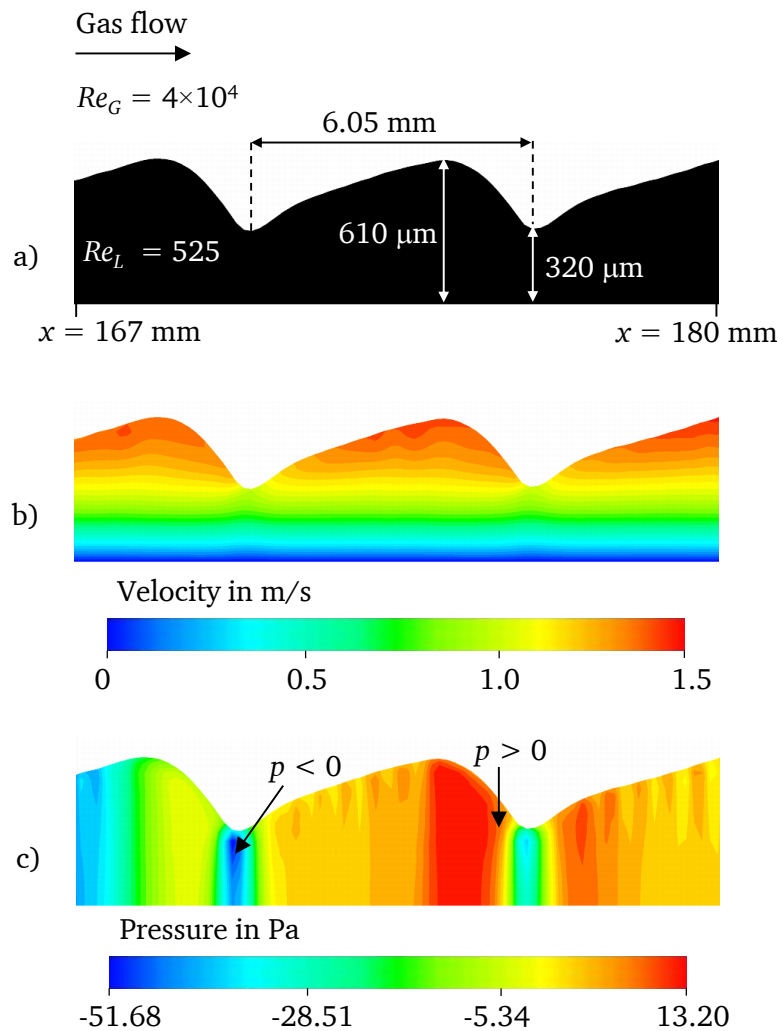 Gas flow
Re_G = 4×10⁴
6.05 mm
610 μm
a)
Re_L = 525
320 μm
x = 167 mm
x = 180 mm
b)
Velocity in m/s
0 0.5 1.0 1.5
p < 0
p > 0
c)
Pressure in Pa
-51.68 -28.51 -5.34 13.20